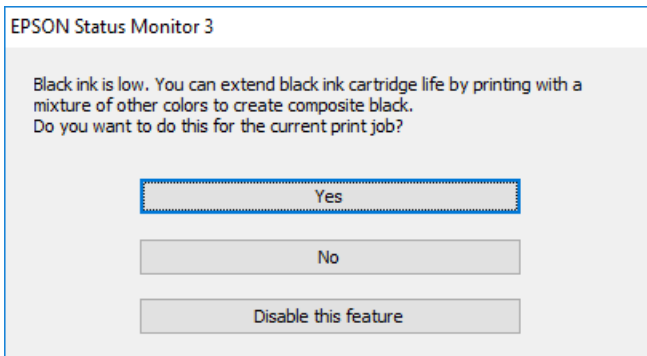 EPSON Status Monitor 3
Black ink is low. You can extend black ink cartridge life by printing with a
mixture of other colors to create composite black.
Do you want to do this for the current print job?
Yes
No
Disable this feature